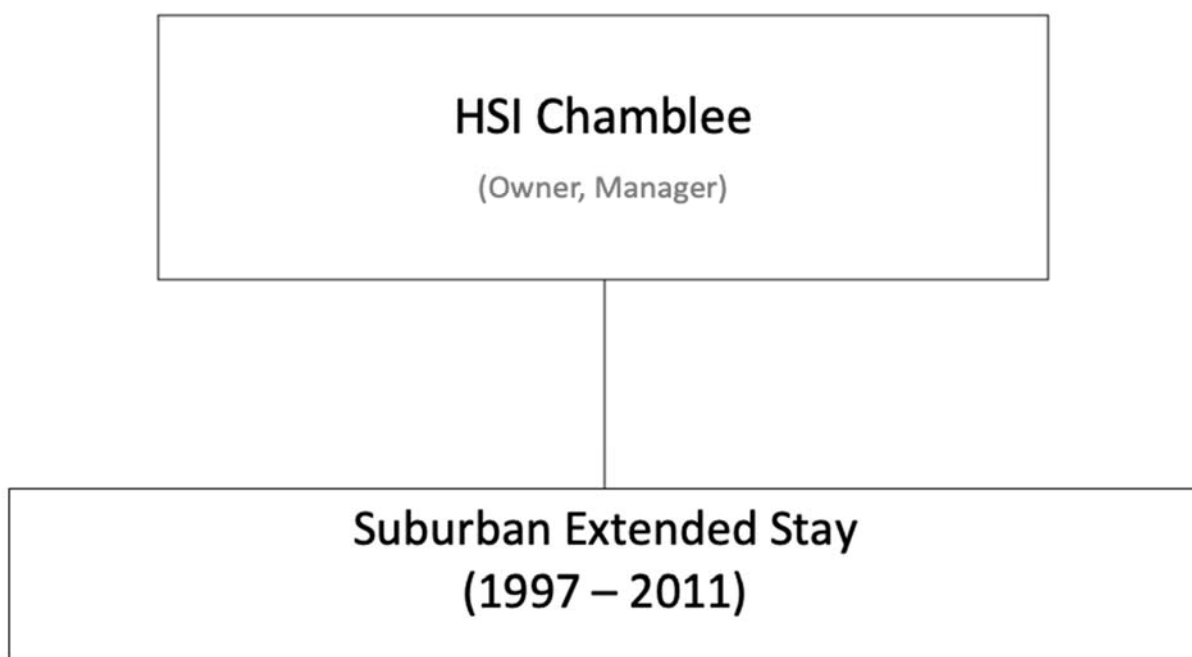 HSI Chamblee
(Owner, Manager)
Suburban Extended Stay
(1997 – 2011)